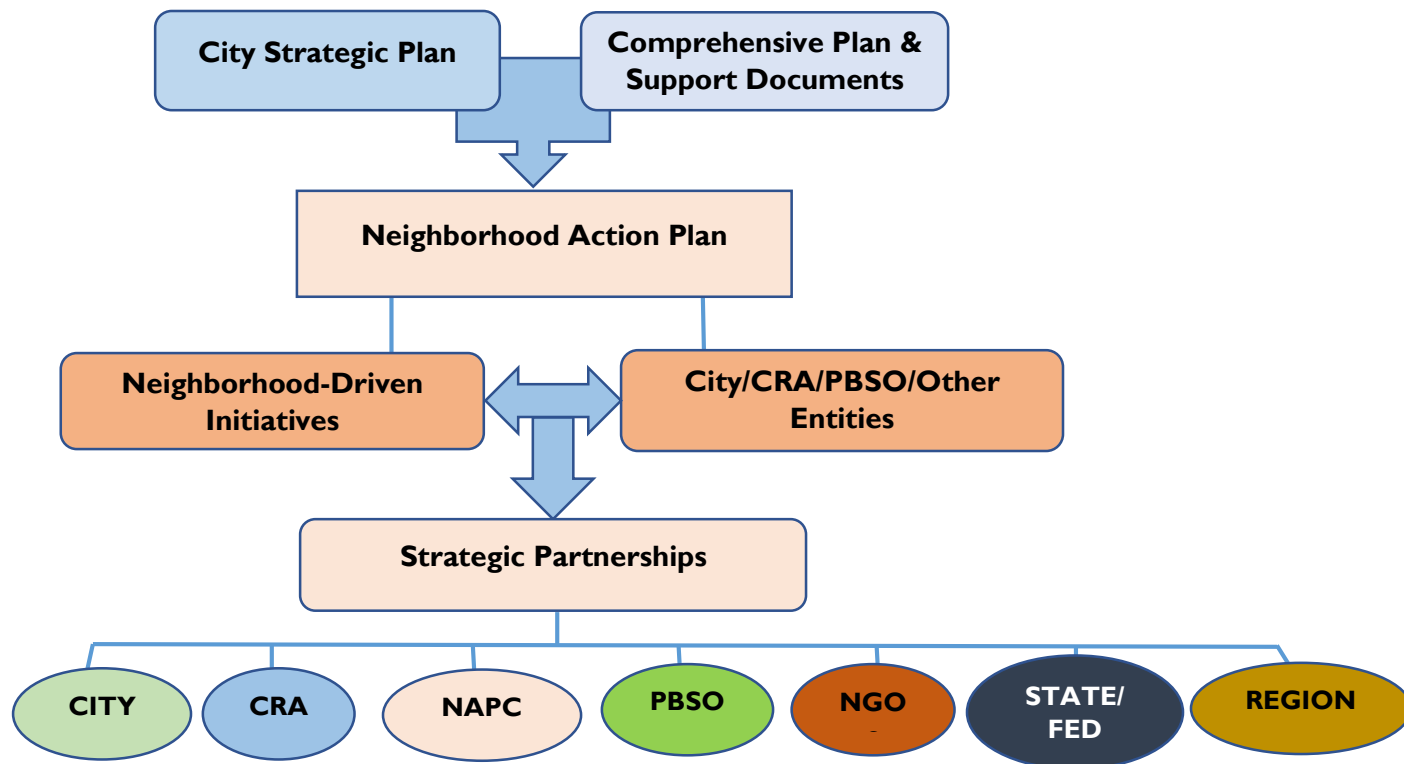 City Strategic Plan
Comprehensive Plan &
Support Documents
Neighborhood Action Plan
Neighborhood-Driven
Initiatives
City/CRA/PBSO/Other
Entities
Strategic Partnerships
CITY
CRA
NAPC
PBSO
NGO
STATE/
FED
REGION